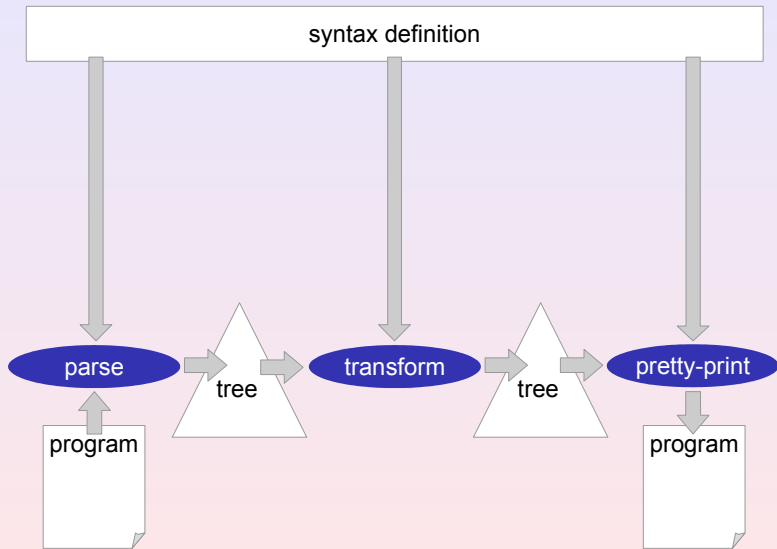 syntax definition
parse
tree
transform
tree
pretty-print
program
program